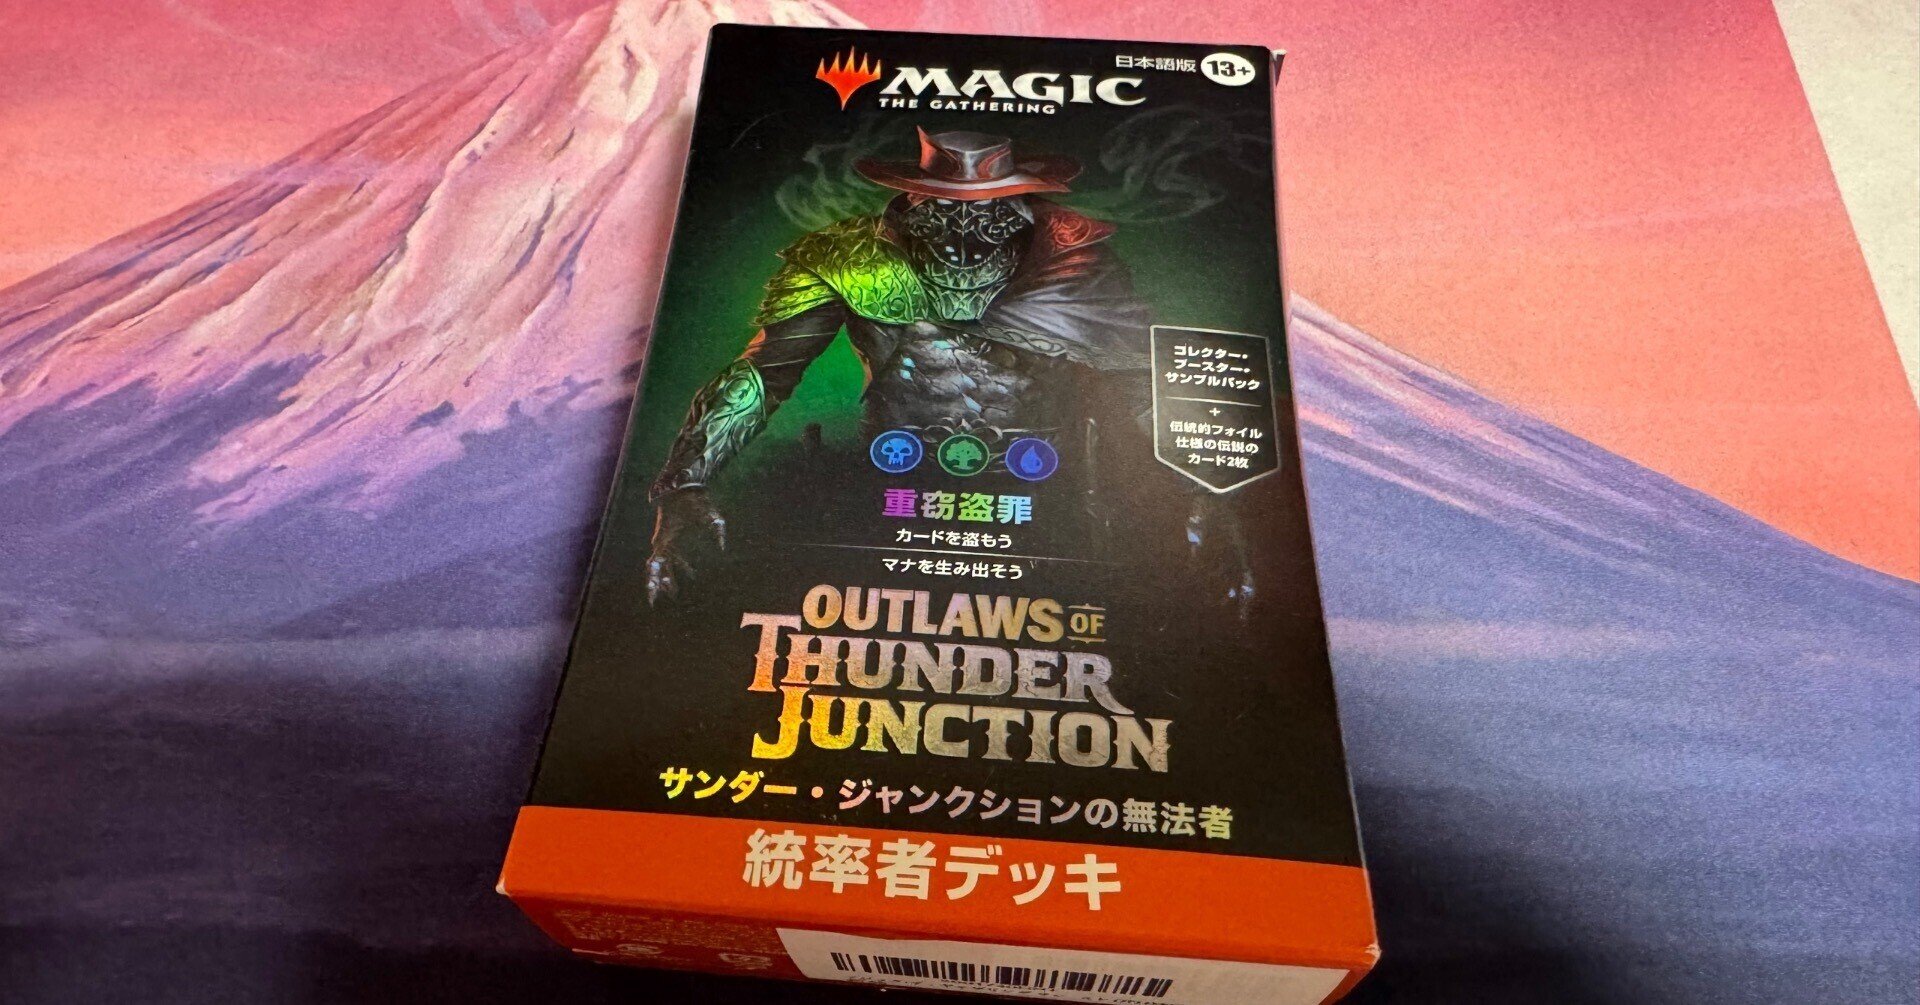 日本語版 13+
MAGIC
THE GATHERING
コレクター・
ブースター・
サンプルパック
+
伝統的フォイル
仕様の伝説の
カード2枚
重窃盗罪
カードを盗もう
マナを生み出そう
OUTLAWS OF
THUNDER
JUNCTION
サンダー・ジャンクションの無法者
統率者デッキ